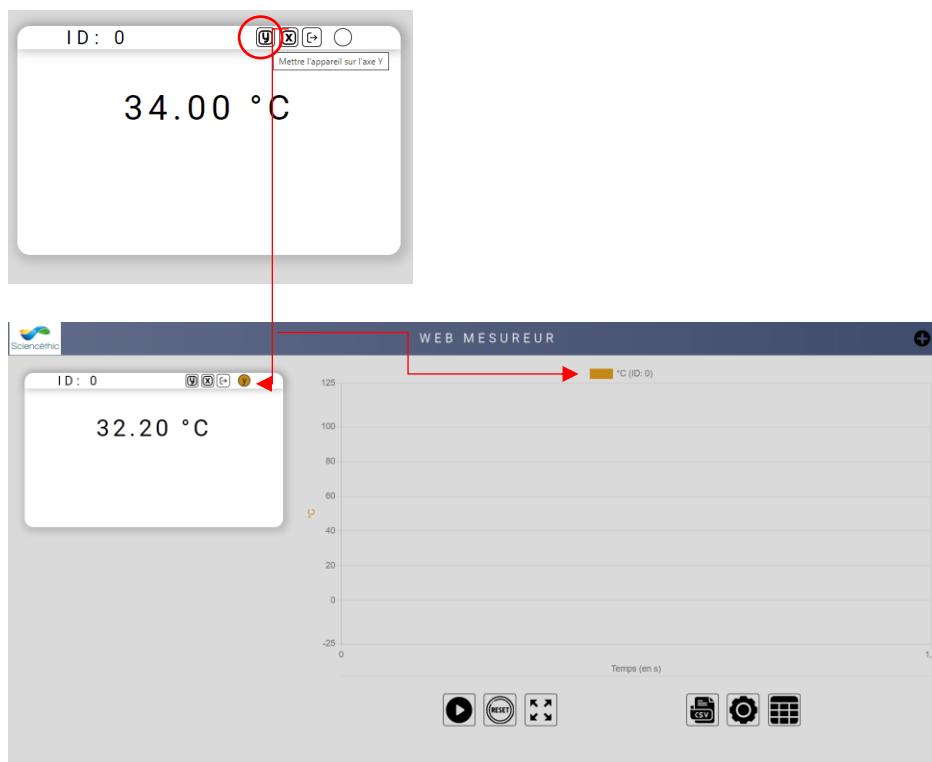 ID: 0 y x
Mettre l'appareil sur l'axe Y
34.00 °C
Sciencéthic
WEB MESUREUR
ID: 0 y x y
32.20 °C
°C (ID: 0)
125
100
80
60
°C
40
20
0
-25
0 1,
Temps (en s)
RESET
CSV